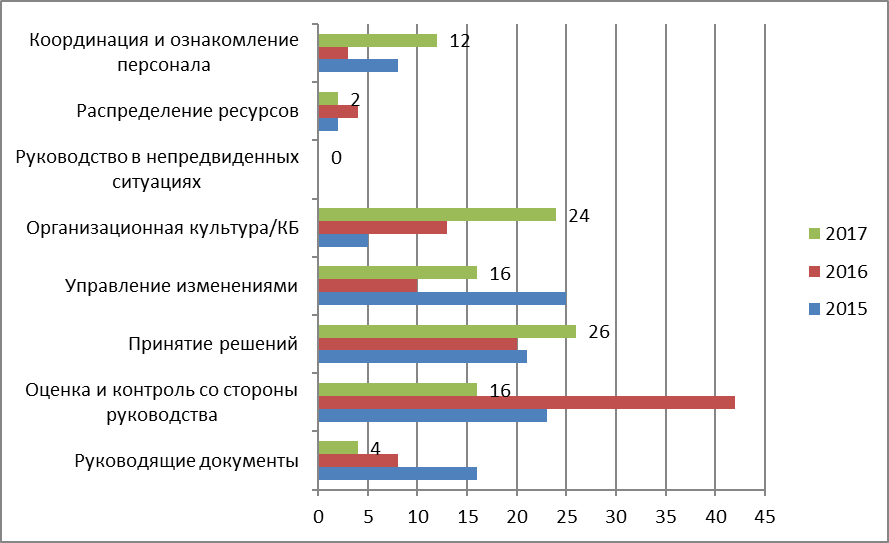 Координация и ознакомление
персонала
12
Распределение ресурсов
2
Руководство в непредвиденных
ситуациях
0
Организационная культура/КБ
24
Управление изменениями
16
Принятие решений
26
Оценка и контроль со стороны
руководства
16
Руководящие документы
4
0 5 10 15 20 25 30 35 40 45
2017
2016
2015